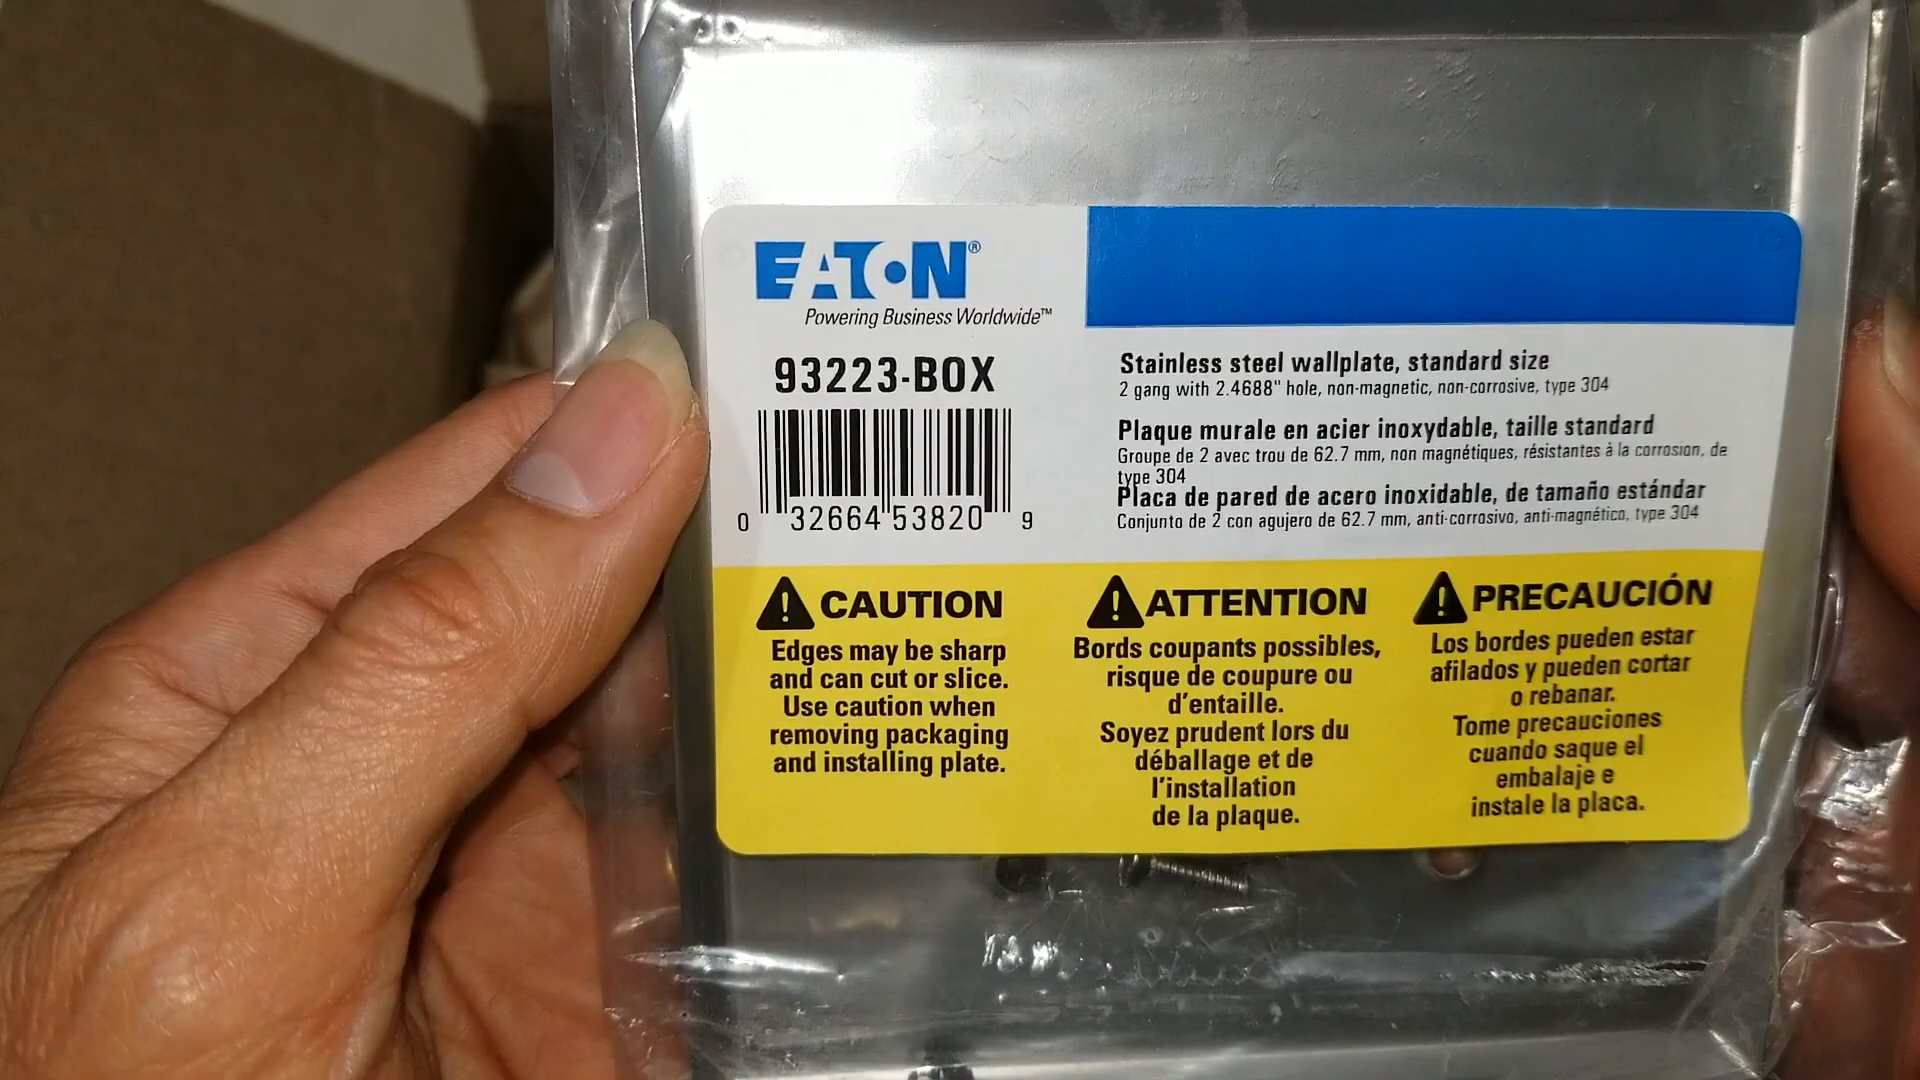 EATON®
Powering Business Worldwide™
93223-BOX
0 32664 53820 9
Stainless steel wallplate, standard size
2 gang with 2.4688" hole, non-magnetic, non-corrosive, type 304
Plaque murale en acier inoxydable, taille standard
Groupe de 2 avec trou de 62.7 mm, non magnétiques, résistantes à la corrosion, de
type 304
Placa de pared de acero inoxidable, de tamaño estándar
Conjunto de 2 con agujero de 62.7 mm, anti-corrosivo, anti-magnético, type 304
CAUTION
Edges may be sharp
and can cut or slice.
Use caution when
removing packaging
and installing plate.
ATTENTION
Bords coupants possibles,
risque de coupure ou
d'entaille.
Soyez prudent lors du
déballage et de
l'installation
de la plaque.
PRECAUCIÓN
Los bordes pueden estar
afilados y pueden cortar
o rebanar.
Tome precauciones
cuando saque el
embalaje e
instale la placa.